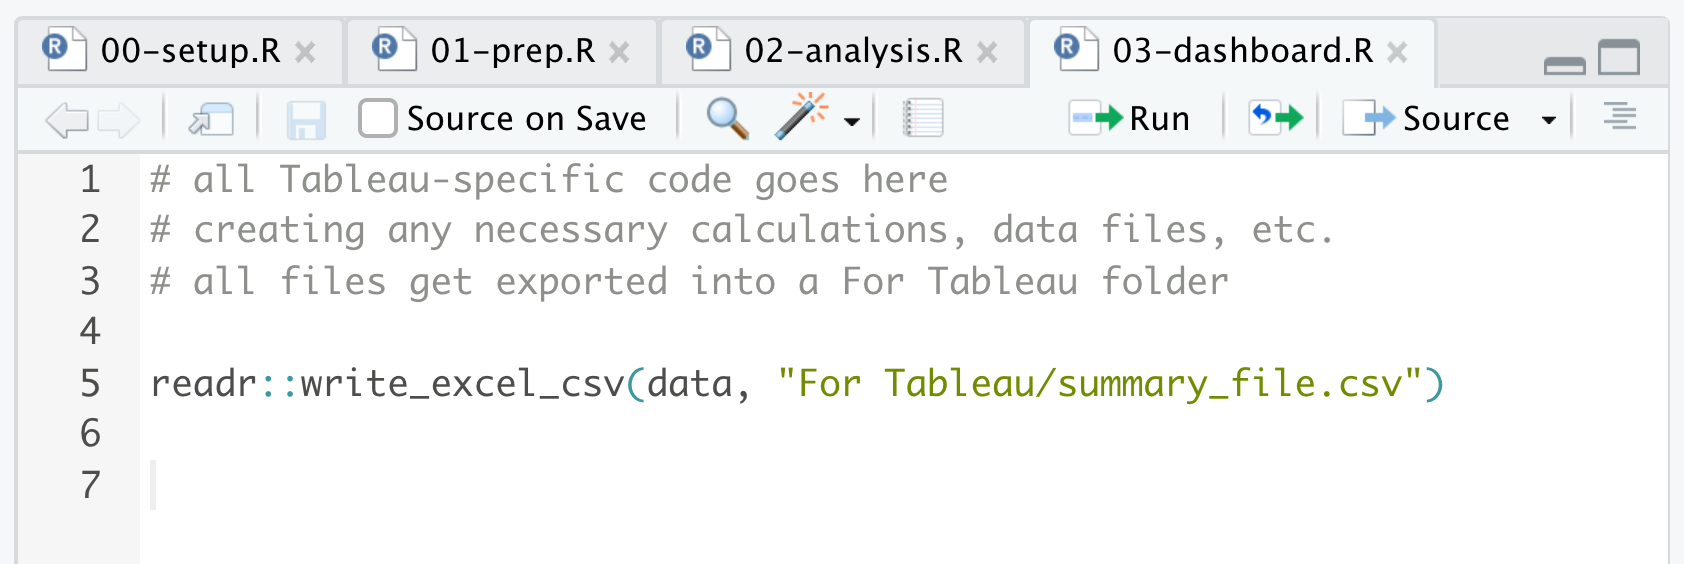 00-setup.R 01-prep.R 02-analysis.R 03-dashboard.R
Source on Save Run Source
1 # all Tableau-specific code goes here
2 # creating any necessary calculations, data files, etc.
3 # all files get exported into a For Tableau folder
4
5 readr::write_excel_csv(data, "For Tableau/summary_file.csv")
6
7